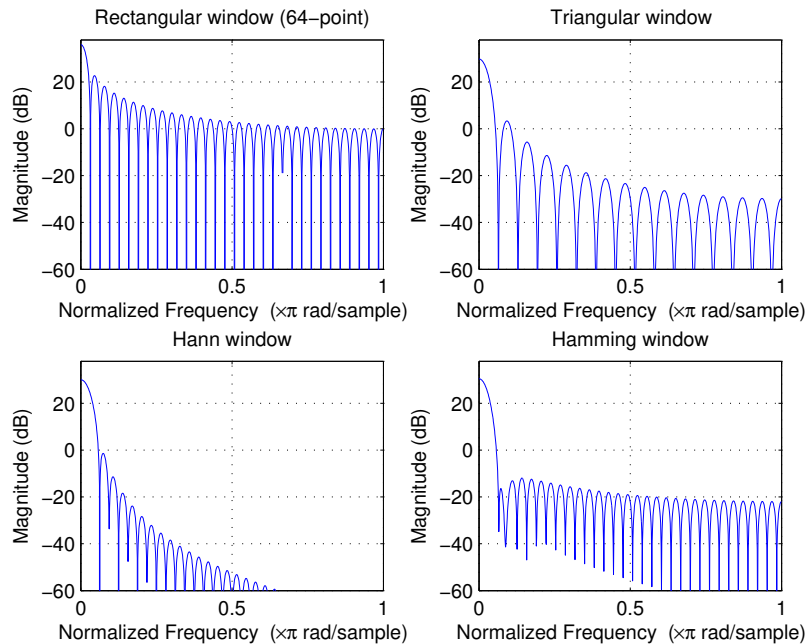 Rectangular window (64−point)
Magnitude (dB)
20
0
−20
−40
−60
0
0.5
1
Normalized Frequency (×π rad/sample)
Triangular window
Magnitude (dB)
20
0
−20
−40
−60
0
0.5
1
Normalized Frequency (×π rad/sample)
Hann window
Magnitude (dB)
20
0
−20
−40
−60
0
0.5
1
Normalized Frequency (×π rad/sample)
Hamming window
Magnitude (dB)
20
0
−20
−40
−60
0
0.5
1
Normalized Frequency (×π rad/sample)